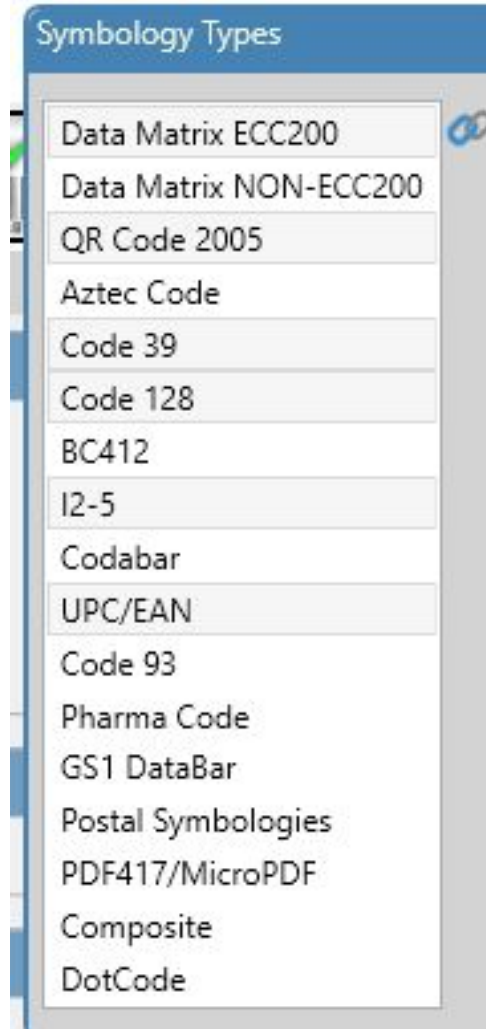 Symbology Types
Data Matrix ECC200
Data Matrix NON-ECC200
QR Code 2005
Aztec Code
Code 39
Code 128
BC412
I2-5
Codabar
UPC/EAN
Code 93
Pharma Code
GS1 DataBar
Postal Symbologies
PDF417/MicroPDF
Composite
DotCode